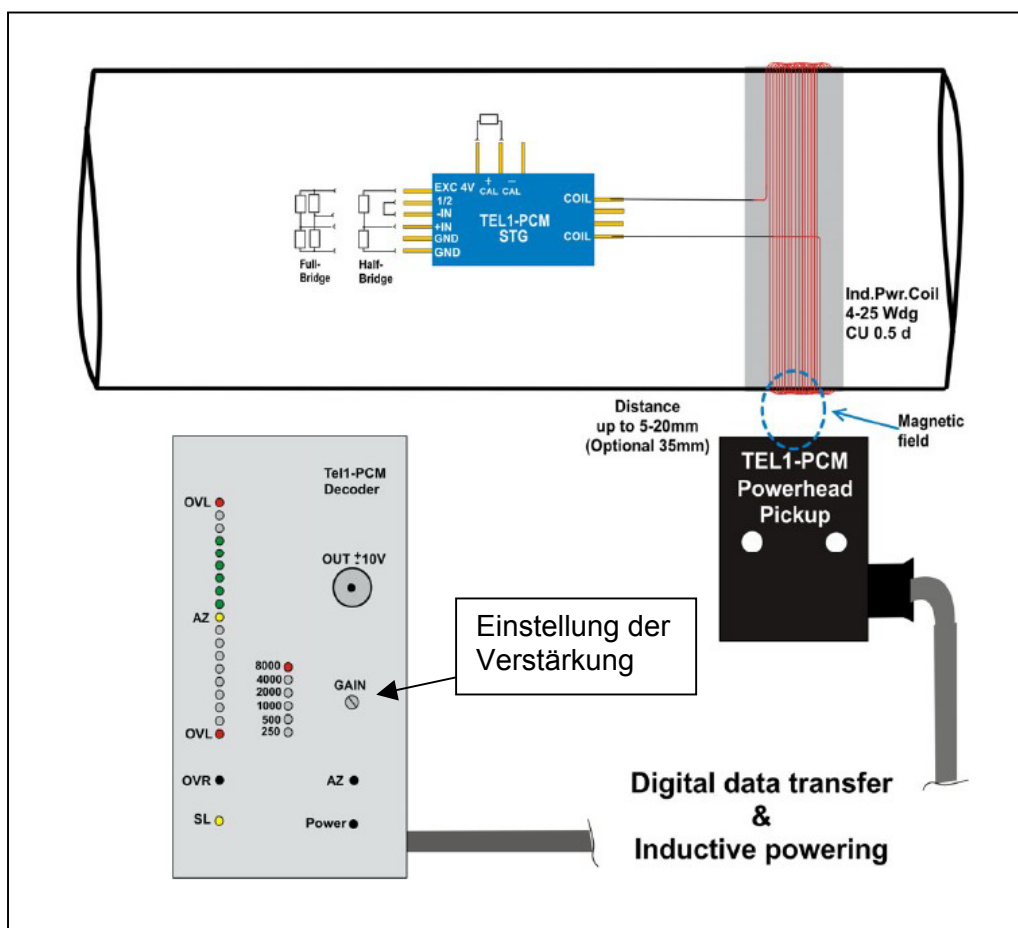 EXC 4V
1/2
-IN
+IN
GND
GND
+ −
CAL CAL
TEL1-PCM
STG
COIL
COIL
Full-
Bridge
Half-
Bridge
Ind.Pwr.Coil
4-25 Wdg
CU 0.5 d
Distance
up to 5-20mm
(Optional 35mm)
Magnetic
field
TEL1-PCM
Powerhead
Pickup
Tel1-PCM
Decoder
OVL
OUT ±10V
AZ
8000
4000
2000
1000
500
250
GAIN
OVL
OVR
AZ
SL
Power
Einstellung der
Verstärkung
Digital data transfer
&
Inductive powering